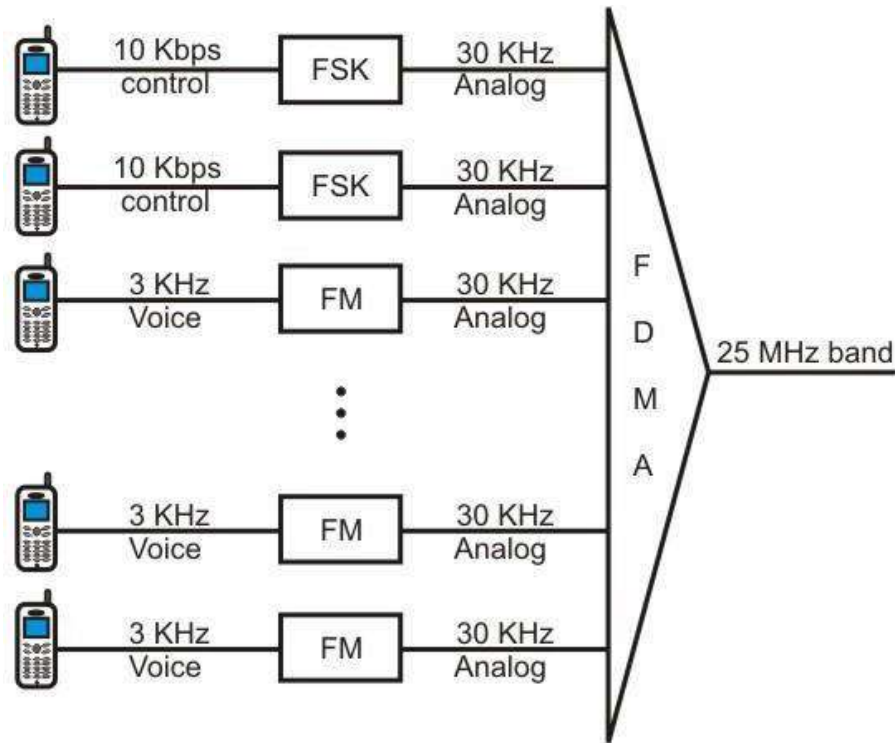 10 Kbps
control
FSK
30 KHz
Analog
10 Kbps
control
FSK
30 KHz
Analog
3 KHz
Voice
FM
30 KHz
Analog
F
D
M
A
25 MHz band
3 KHz
Voice
FM
30 KHz
Analog
3 KHz
Voice
FM
30 KHz
Analog